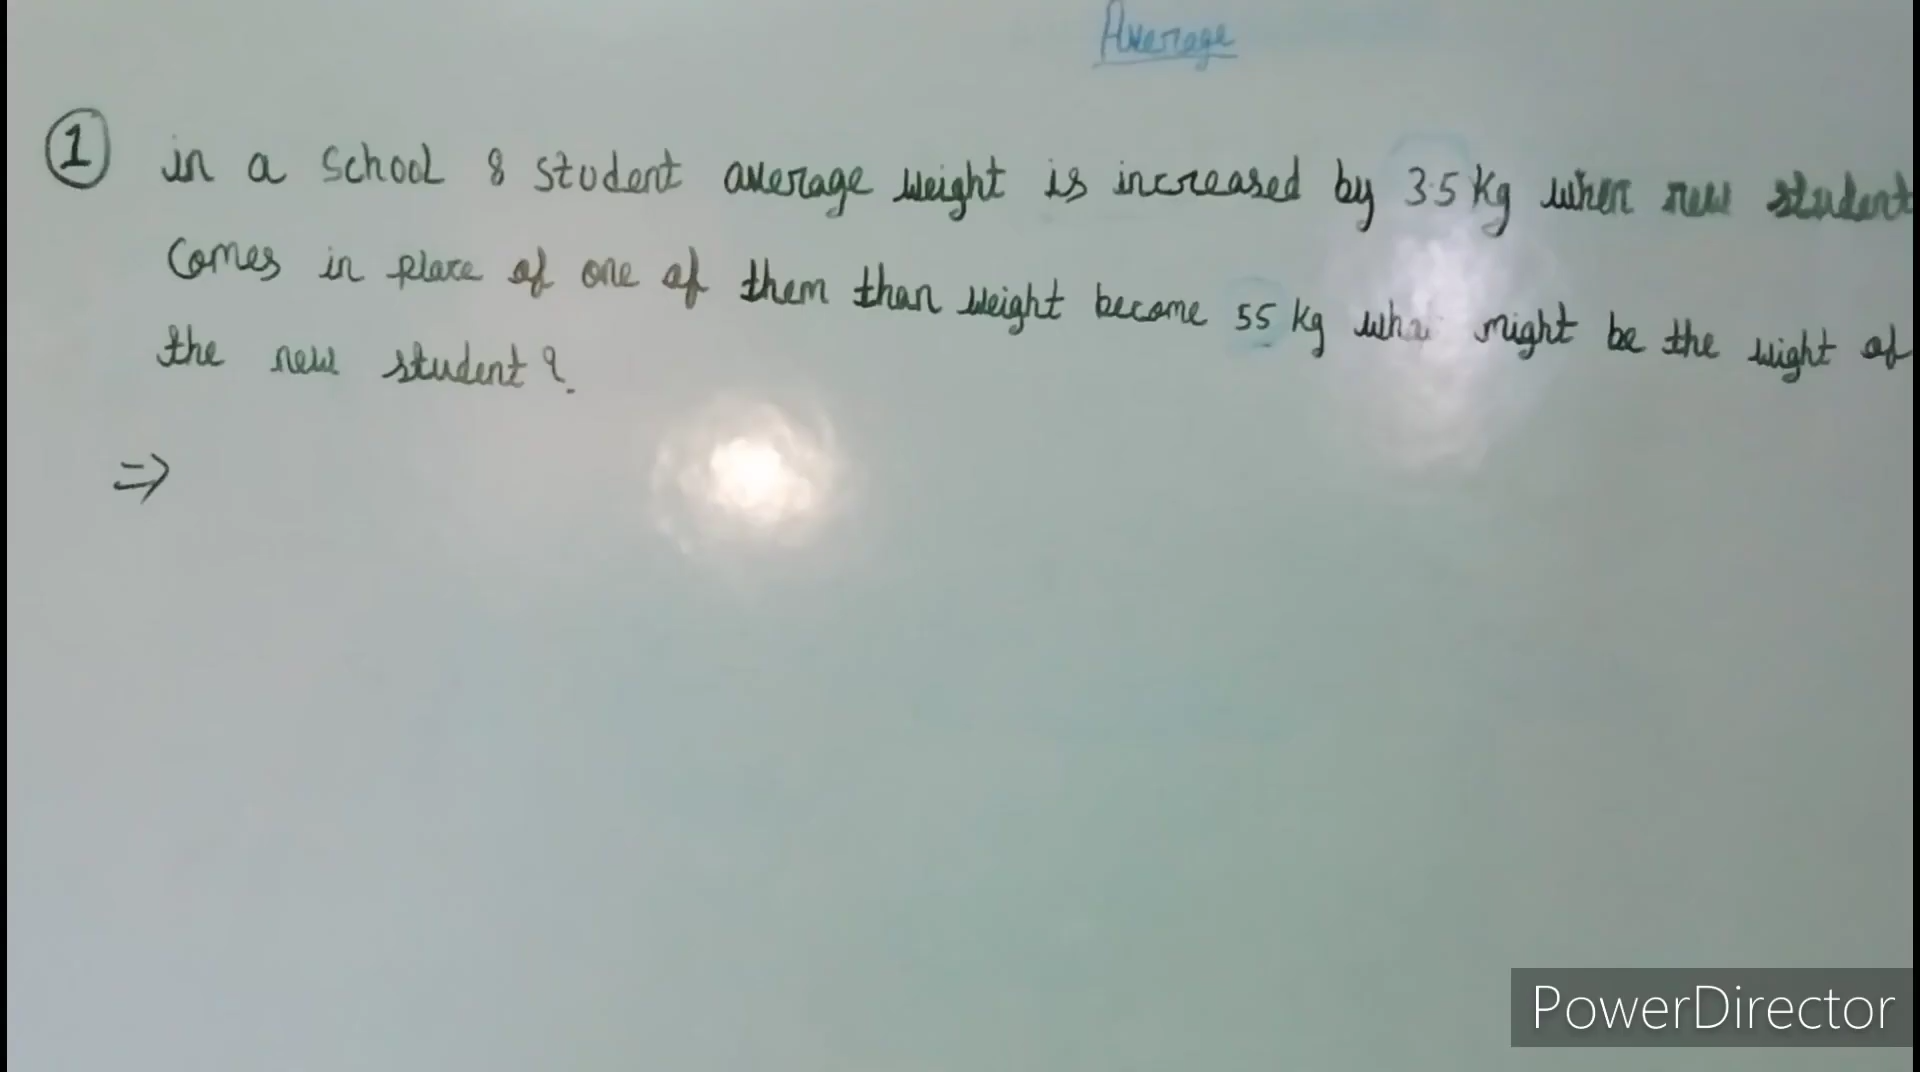 Average
1 in a school 8 student average weight is increased by 3.5 kg when new student
Comes in place of one of them than weight become 55 kg what might be the wight of
the new student?
=>
PowerDirector